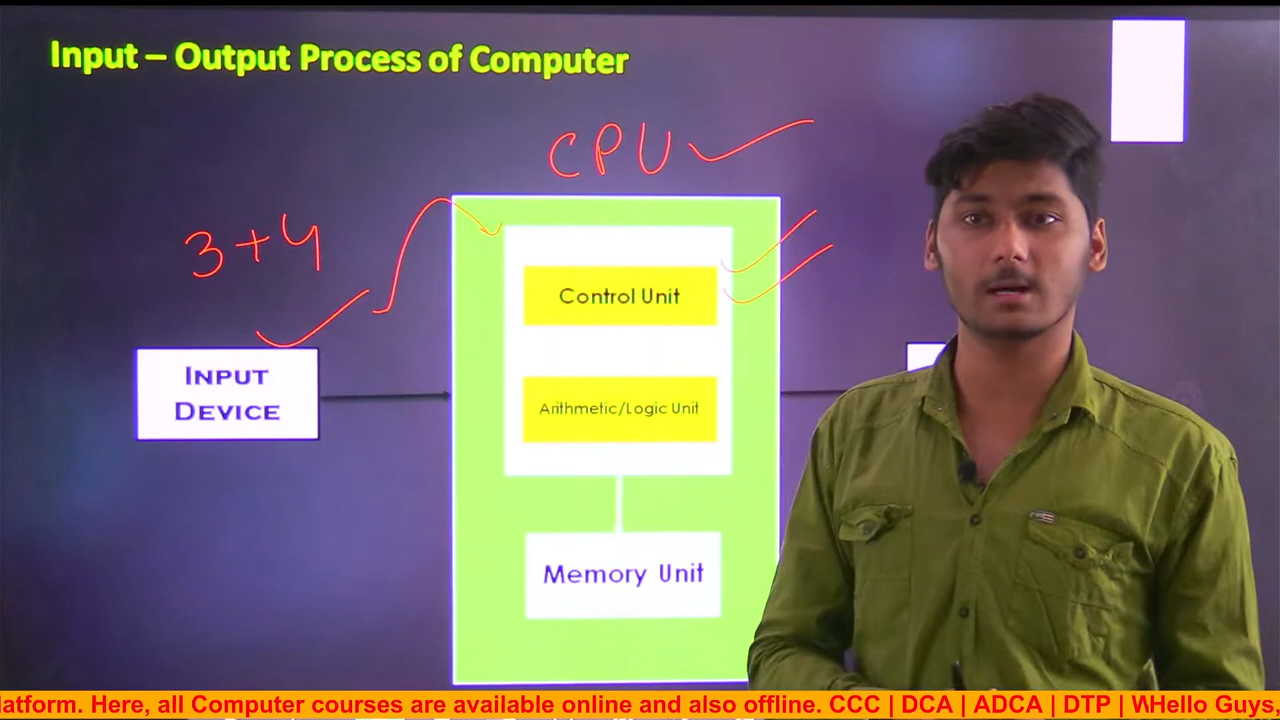 Input – Output Process of Computer
CPU
3+4
Control Unit
INPUT
DEVICE
Arithmetic/Logic Unit
Memory Unit
latform. Here, all Computer courses are available online and also offline. CCC | DCA | ADCA | DTP | WHello Guys,